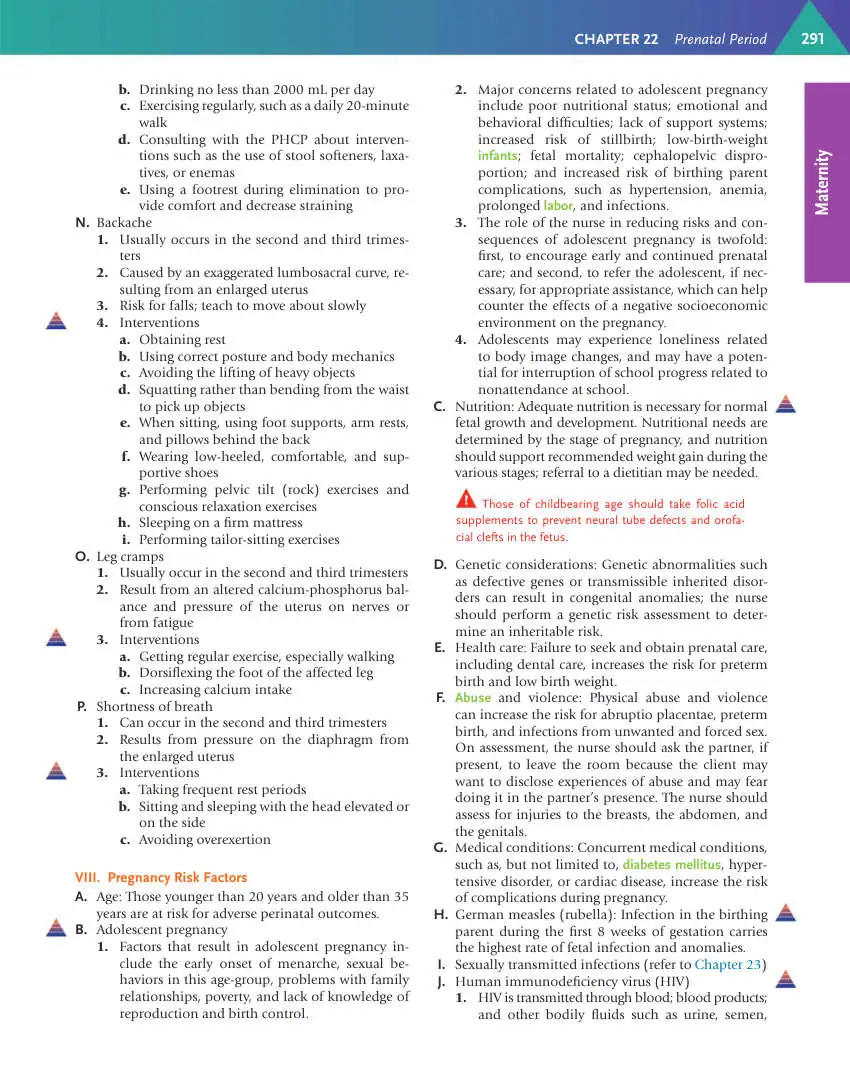 CHAPTER 22 Prenatal Period 291
b. Drinking no less than 2000 mL per day
c. Exercising regularly, such as a daily 20-minute
walk
d. Consulting with the PHCP about interven-
tions such as the use of stool softeners, laxa-
tives, or enemas
e. Using a footrest during elimination to pro-
vide comfort and decrease straining
N. Backache
1. Usually occurs in the second and third trimes-
ters
2. Caused by an exaggerated lumbosacral curve, re-
sulting from an enlarged uterus
3. Risk for falls; teach to move about slowly
4. Interventions
a. Obtaining rest
b. Using correct posture and body mechanics
c. Avoiding the lifting of heavy objects
d. Squatting rather than bending from the waist
to pick up objects
e. When sitting, using foot supports, arm rests,
and pillows behind the back
f. Wearing low-heeled, comfortable, and sup-
portive shoes
g. Performing pelvic tilt (rock) exercises and
conscious relaxation exercises
h. Sleeping on a firm mattress
i. Performing tailor-sitting exercises
O. Leg cramps
1. Usually occur in the second and third trimesters
2. Result from an altered calcium-phosphorus bal-
ance and pressure of the uterus on nerves or
from fatigue
3. Interventions
a. Getting regular exercise, especially walking
b. Dorsiflexing the foot of the affected leg
c. Increasing calcium intake
P. Shortness of breath
1. Can occur in the second and third trimesters
2. Results from pressure on the diaphragm from
the enlarged uterus
3. Interventions
a. Taking frequent rest periods
b. Sitting and sleeping with the head elevated or
on the side
c. Avoiding overexertion
VIII. Pregnancy Risk Factors
A. Age: Those younger than 20 years and older than 35
years are at risk for adverse perinatal outcomes.
B. Adolescent pregnancy
1. Factors that result in adolescent pregnancy in-
clude the early onset of menarche, sexual be-
haviors in this age-group, problems with family
relationships, poverty, and lack of knowledge of
reproduction and birth control.
2. Major concerns related to adolescent pregnancy
include poor nutritional status; emotional and
behavioral difficulties; lack of support systems;
increased risk of stillbirth; low-birth-weight
infants; fetal mortality; cephalopelvic dispro-
portion; and increased risk of birthing parent
complications, such as hypertension, anemia,
prolonged labor, and infections.
3. The role of the nurse in reducing risks and con-
sequences of adolescent pregnancy is twofold:
first, to encourage early and continued prenatal
care; and second, to refer the adolescent, if nec-
essary, for appropriate assistance, which can help
counter the effects of a negative socioeconomic
environment on the pregnancy.
4. Adolescents may experience loneliness related
to body image changes, and may have a poten-
tial for interruption of school progress related to
nonattendance at school.
C. Nutrition: Adequate nutrition is necessary for normal
fetal growth and development. Nutritional needs are
determined by the stage of pregnancy, and nutrition
should support recommended weight gain during the
various stages; referral to a dietitian may be needed.
Those of childbearing age should take folic acid
supplements to prevent neural tube defects and orofa-
cial clefts in the fetus.
D. Genetic considerations: Genetic abnormalities such
as defective genes or transmissible inherited disor-
ders can result in congenital anomalies; the nurse
should perform a genetic risk assessment to deter-
mine an inheritable risk.
E. Health care: Failure to seek and obtain prenatal care,
including dental care, increases the risk for preterm
birth and low birth weight.
F. Abuse and violence: Physical abuse and violence
can increase the risk for abruptio placentae, preterm
birth, and infections from unwanted and forced sex.
On assessment, the nurse should ask the partner, if
present, to leave the room because the client may
want to disclose experiences of abuse and may fear
doing it in the partner's presence. The nurse should
assess for injuries to the breasts, the abdomen, and
the genitals.
G. Medical conditions: Concurrent medical conditions,
such as, but not limited to, diabetes mellitus, hyper-
tensive disorder, or cardiac disease, increase the risk
of complications during pregnancy.
H. German measles (rubella): Infection in the birthing
parent during the first 8 weeks of gestation carries
the highest rate of fetal infection and anomalies.
I. Sexually transmitted infections (refer to Chapter 23)
J. Human immunodeficiency virus (HIV)
1. HIV is transmitted through blood; blood products;
and other bodily fluids such as urine, semen,
Maternity